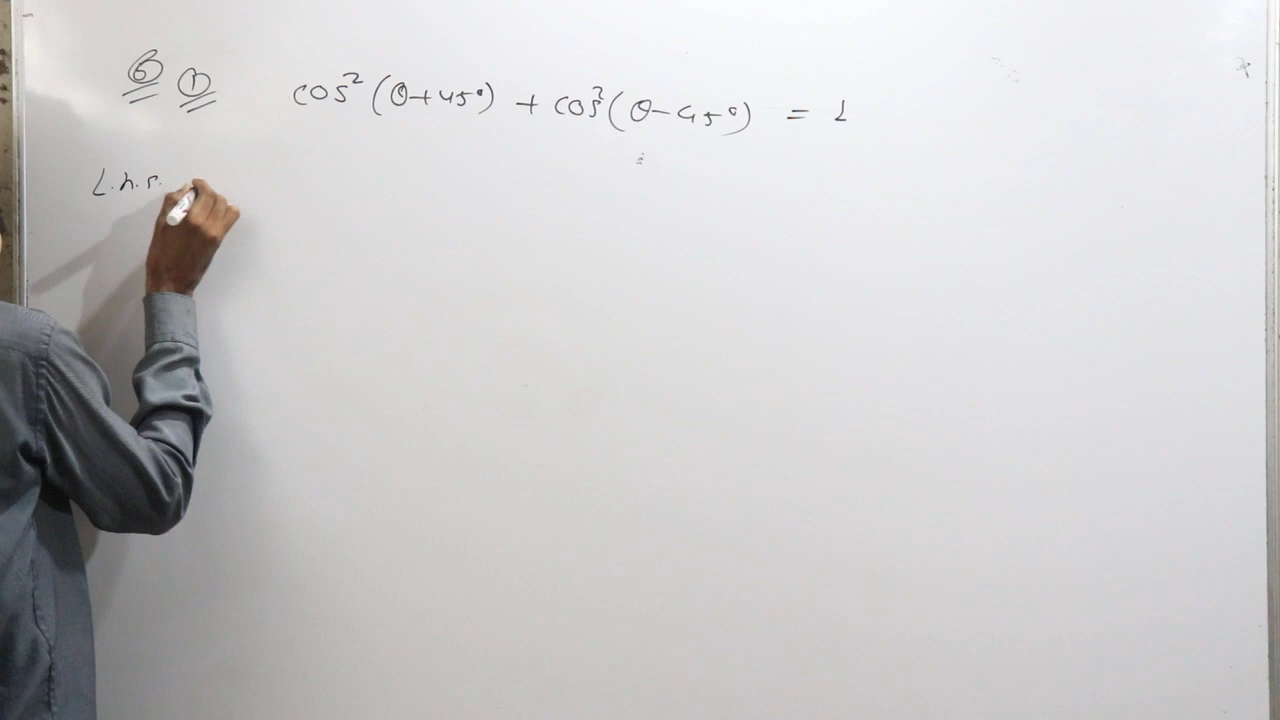 ⑥ ① cos²(θ+45°) + cos²(θ-45°) = 1
L.h.s.